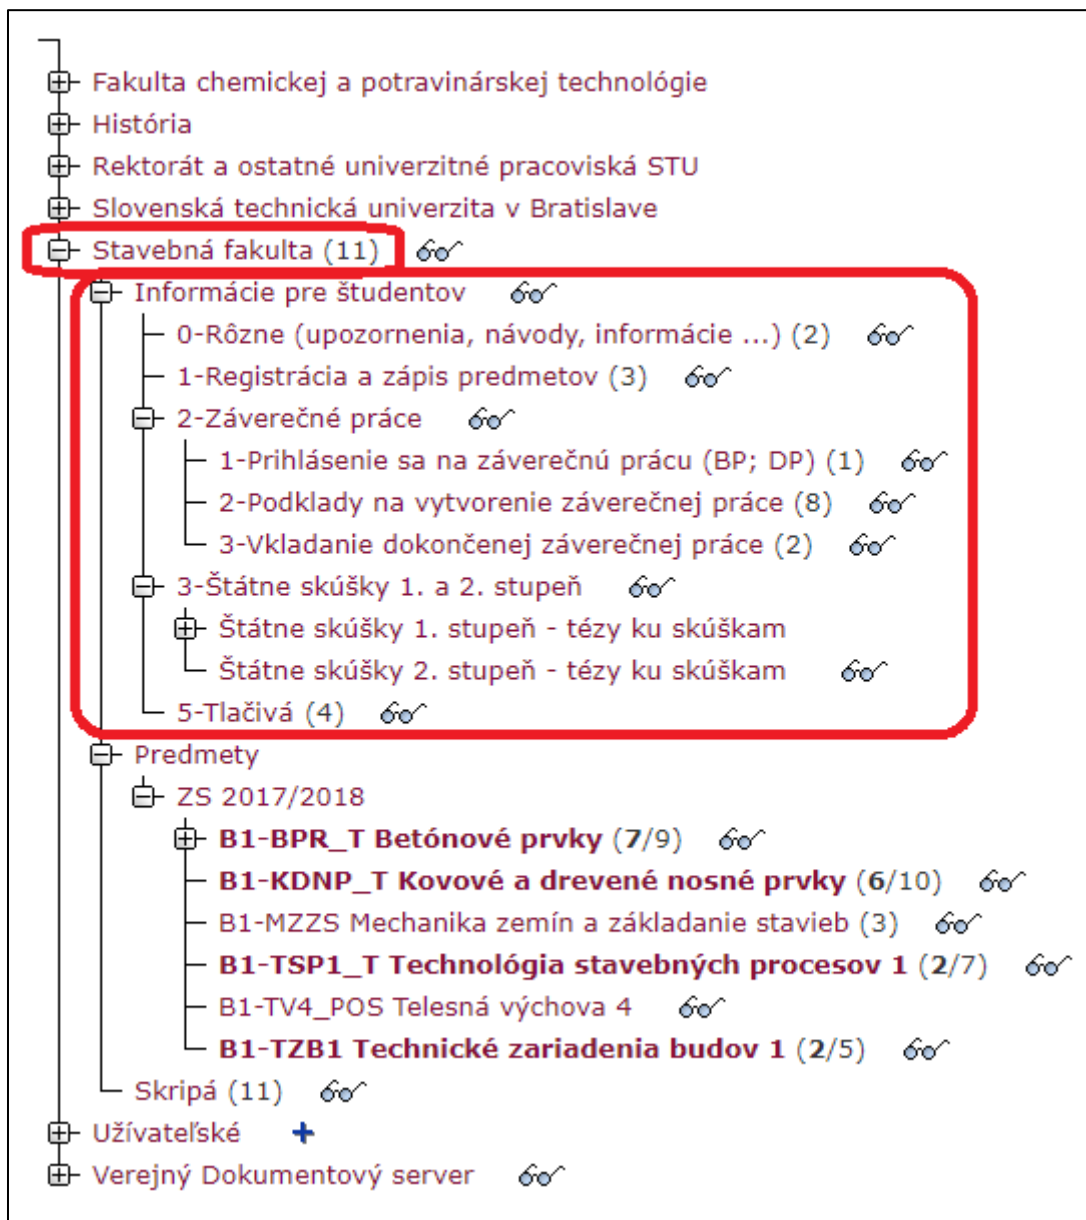 Fakulta chemickej a potravinárskej technológie
História
Rektorát a ostatné univerzitné pracoviská STU
Slovenská technická univerzita v Bratislave
Stavebná fakulta (11)
Informácie pre študentov
0-Rôzne (upozornenia, návody, informácie ...) (2)
1-Registrácia a zápis predmetov (3)
2-Záverečné práce
1-Prihlásenie sa na záverečnú prácu (BP; DP) (1)
2-Podklady na vytvorenie záverečnej práce (8)
3-Vkladanie dokončenej záverečnej práce (2)
3-Štátne skúšky 1. a 2. stupeň
Štátne skúšky 1. stupeň - tézy ku skúškam
Štátne skúšky 2. stupeň - tézy ku skúškam
5-Tlačivá (4)
Predmety
ZS 2017/2018
B1-BPR_T Betónové prvky (7/9)
B1-KDNP_T Kovové a drevené nosné prvky (6/10)
B1-MZZS Mechanika zemín a základanie stavieb (3)
B1-TSP1_T Technológia stavebných procesov 1 (2/7)
B1-TV4_POS Telesná výchova 4
B1-TZB1 Technické zariadenia budov 1 (2/5)
Skripá (11)
Užívateľské
Verejný Dokumentový server